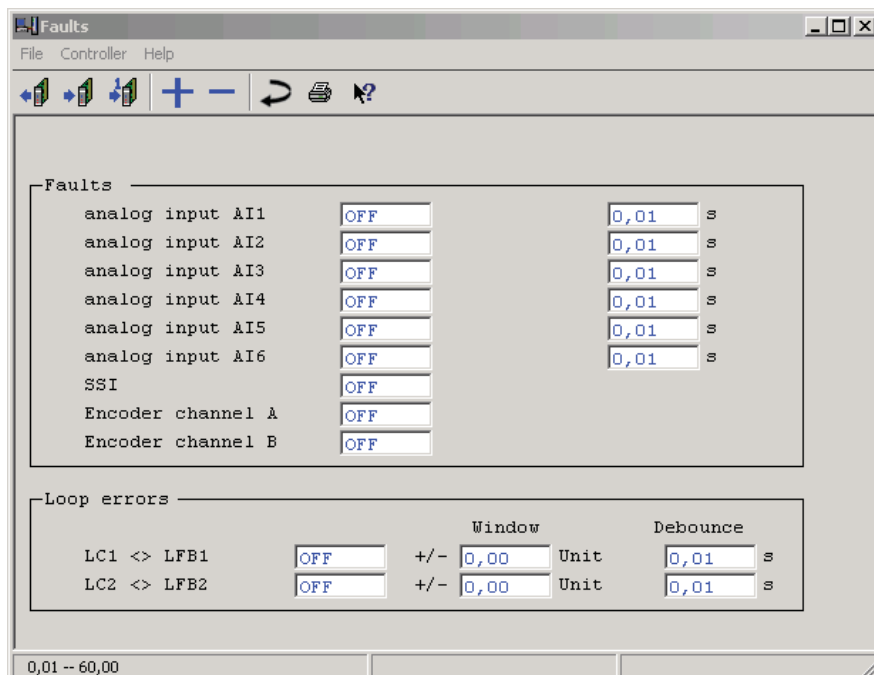 Faults
File Controller Help
1
?
Faults
analog input AI1 OFF 0,01 s
analog input AI2 OFF 0,01 s
analog input AI3 OFF 0,01 s
analog input AI4 OFF 0,01 s
analog input AI5 OFF 0,01 s
analog input AI6 OFF 0,01 s
SSI OFF
Encoder channel A OFF
Encoder channel B OFF
Loop errors
Window Debounce
LC1 <> LFB1 OFF +/- 0,00 Unit 0,01 s
LC2 <> LFB2 OFF +/- 0,00 Unit 0,01 s
0,01 -- 60,00